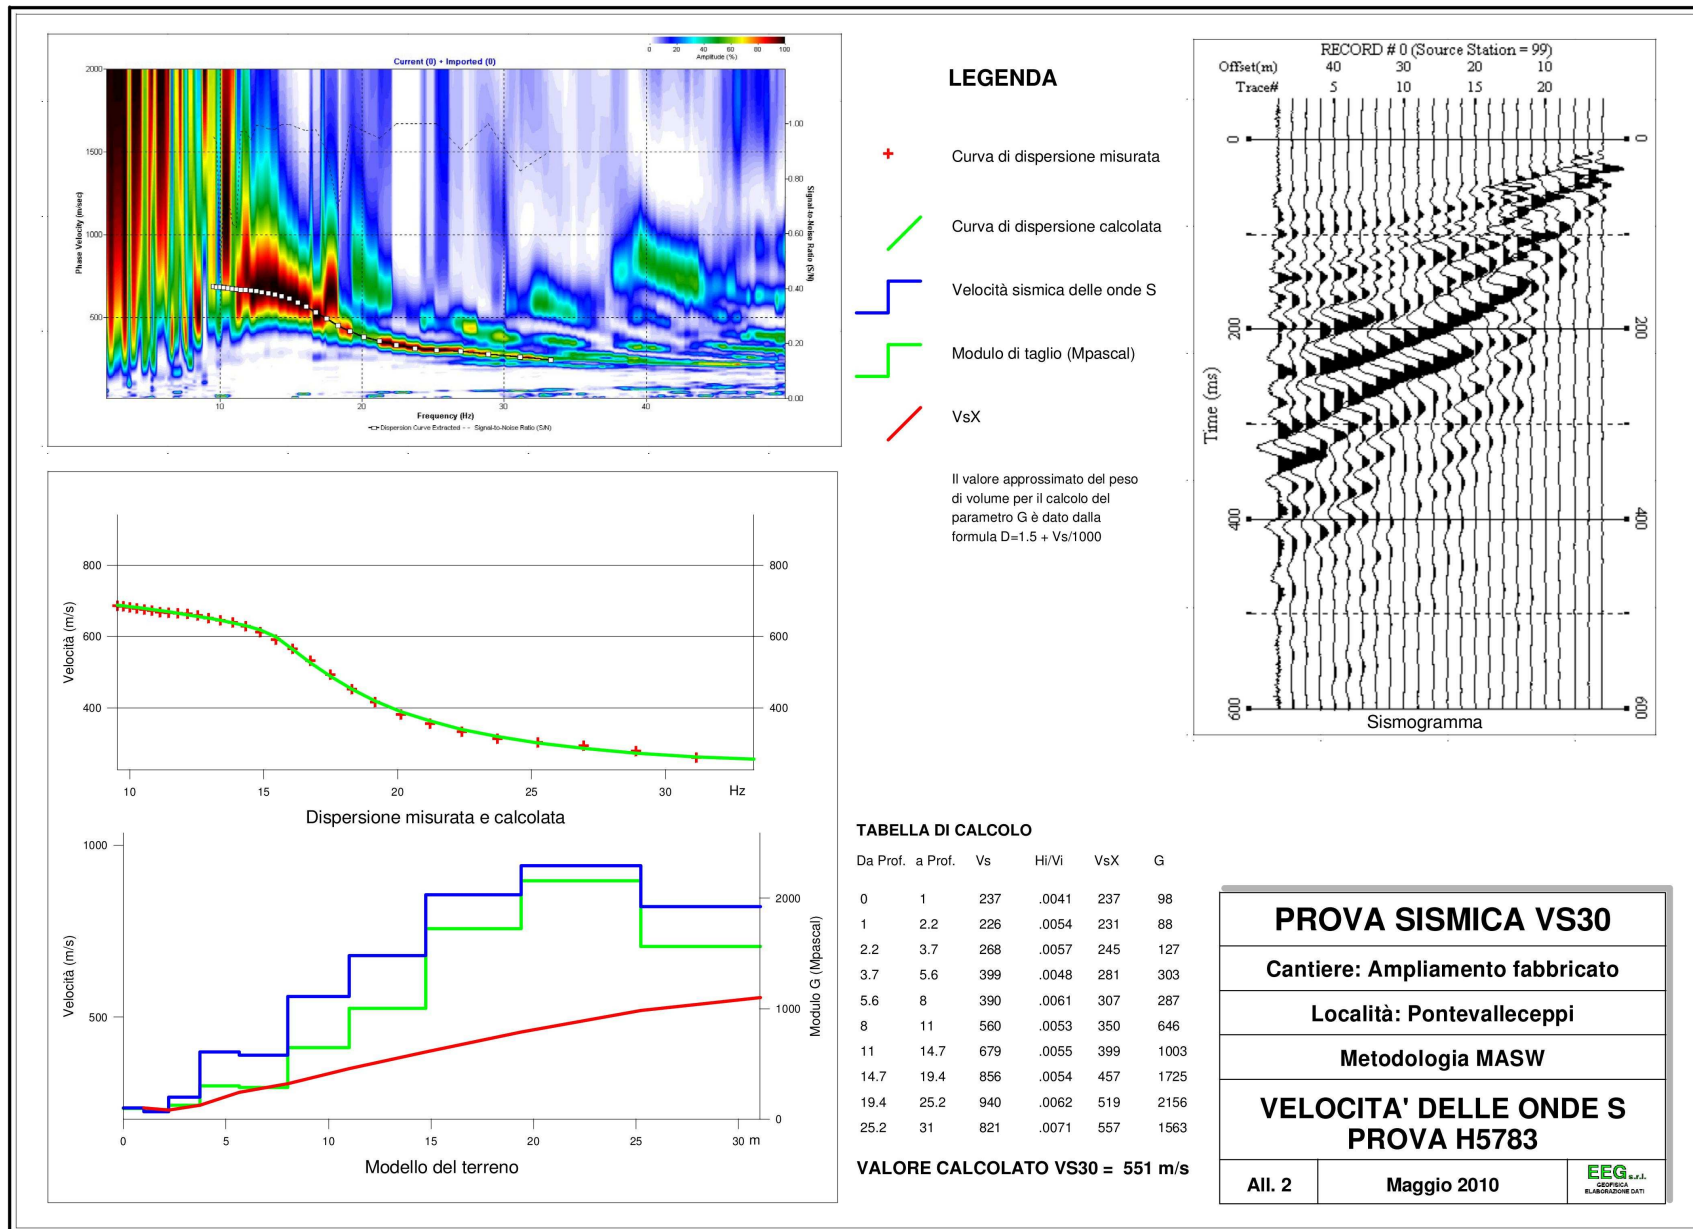 0 20 40 60 80 100
Amplitude (%)
Current (0) + Imported (0)
2000
1500
1000
500
Phase Velocity (m/sec)
1.00
0.80
0.60
0.40
0.20
0.00
Signal-to-Noise Ratio (S/N)
10 20 30 40
Frequency (Hz)
Dispersion Curve Extracted Signal-to-Noise Ratio (S/N)
LEGENDA
Curva di dispersione misurata
Curva di dispersione calcolata
Velocità sismica delle onde S
Modulo di taglio (Mpascal)
VsX
Il valore approssimato del peso
di volume per il calcolo del
parametro G è dato dalla
formula D=1.5 + Vs/1000
RECORD # 0 (Source Station = 99)
Offset(m) 40 30 20 10
Trace# 5 10 15 20
0 0
200 200
400 400
600 600
Time (ms)
Sismogramma
800 800
600 600
400 400
Velocità (m/s)
10 15 20 25 30 Hz
Dispersione misurata e calcolata
1000
500
Velocità (m/s)
2000
1000
0
Modulo G (Mpascal)
0 5 10 15 20 25 30 m
Modello del terreno
TABELLA DI CALCOLO
Da Prof. a Prof. Vs Hi/Vi VsX G
0 1 237 .0041 237 98
1 2.2 226 .0054 231 88
2.2 3.7 268 .0057 245 127
3.7 5.6 399 .0048 281 303
5.6 8 390 .0061 307 287
8 11 560 .0053 350 646
11 14.7 679 .0055 399 1003
14.7 19.4 856 .0054 457 1725
19.4 25.2 940 .0062 519 2156
25.2 31 821 .0071 557 1563
VALORE CALCOLATO VS30 = 551 m/s
PROVA SISMICA VS30
Cantiere: Ampliamento fabbricato
Località: Pontevalleceppi
Metodologia MASW
VELOCITA' DELLE ONDE S
PROVA H5783
All. 2
Maggio 2010
EEG s.r.l.
GEOFISICA
ELABORAZIONE DATI